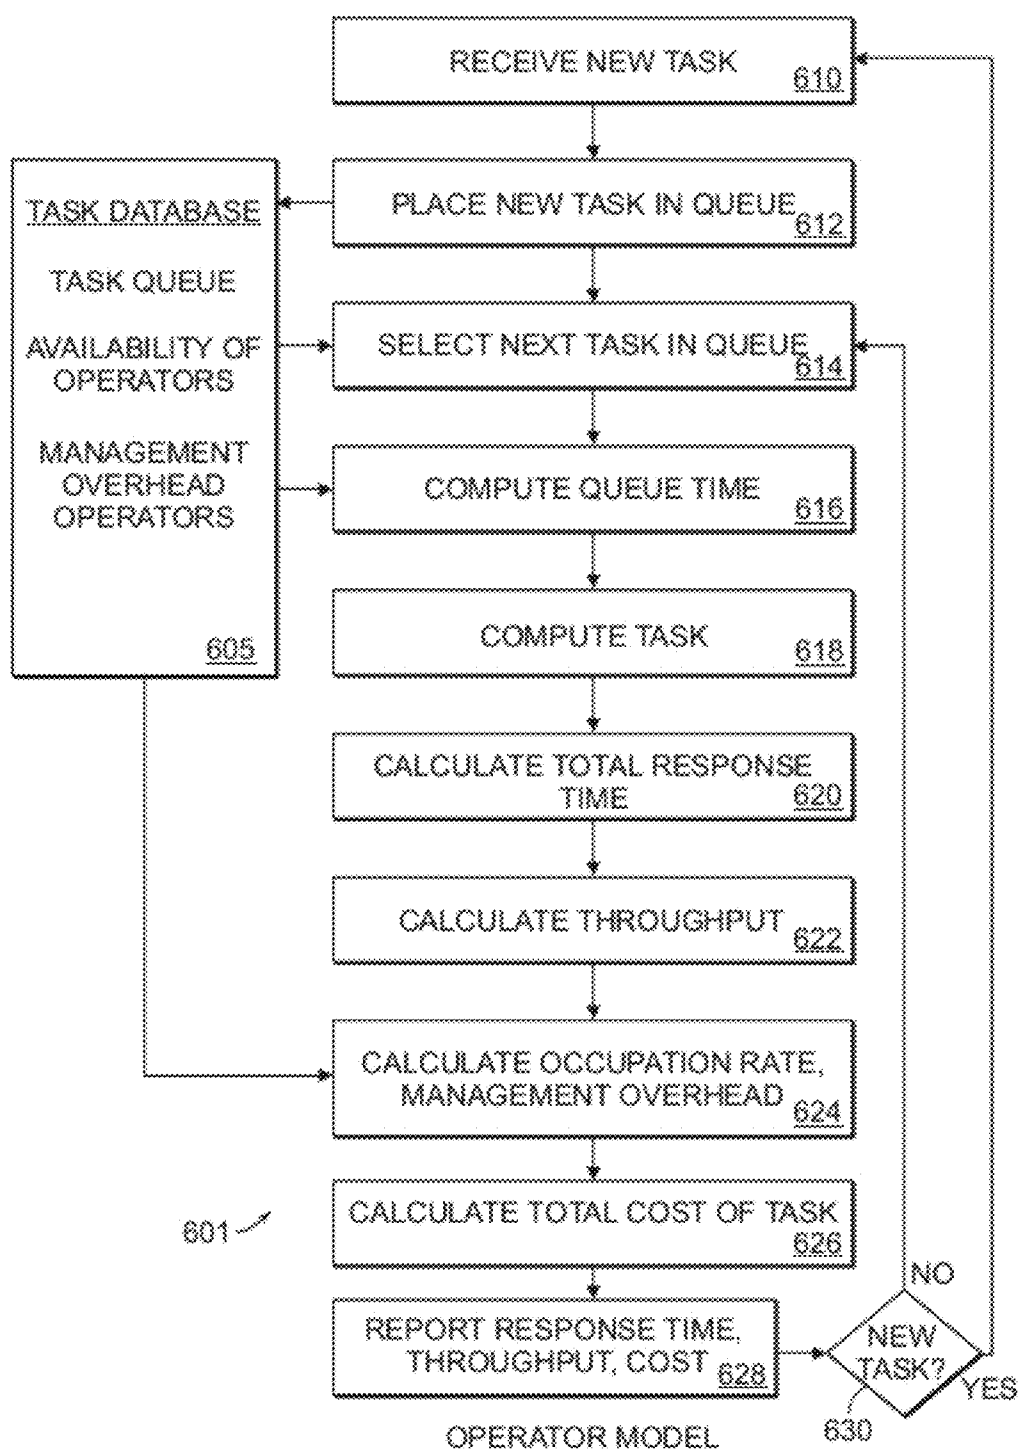 RECEIVE NEW TASK
610
PLACE NEW TASK IN QUEUE
612
TASK DATABASE
TASK QUEUE
AVAILABILITY OF
OPERATORS
MANAGEMENT
OVERHEAD
OPERATORS
605
SELECT NEXT TASK IN QUEUE
614
COMPUTE QUEUE TIME
616
COMPUTE TASK
618
CALCULATE TOTAL RESPONSE
TIME
620
CALCULATE THROUGHPUT
622
CALCULATE OCCUPATION RATE,
MANAGEMENT OVERHEAD
624
CALCULATE TOTAL COST OF TASK
626
601
REPORT RESPONSE TIME,
THROUGHPUT, COST
628
NO
NEW
TASK?
YES
630
OPERATOR MODEL